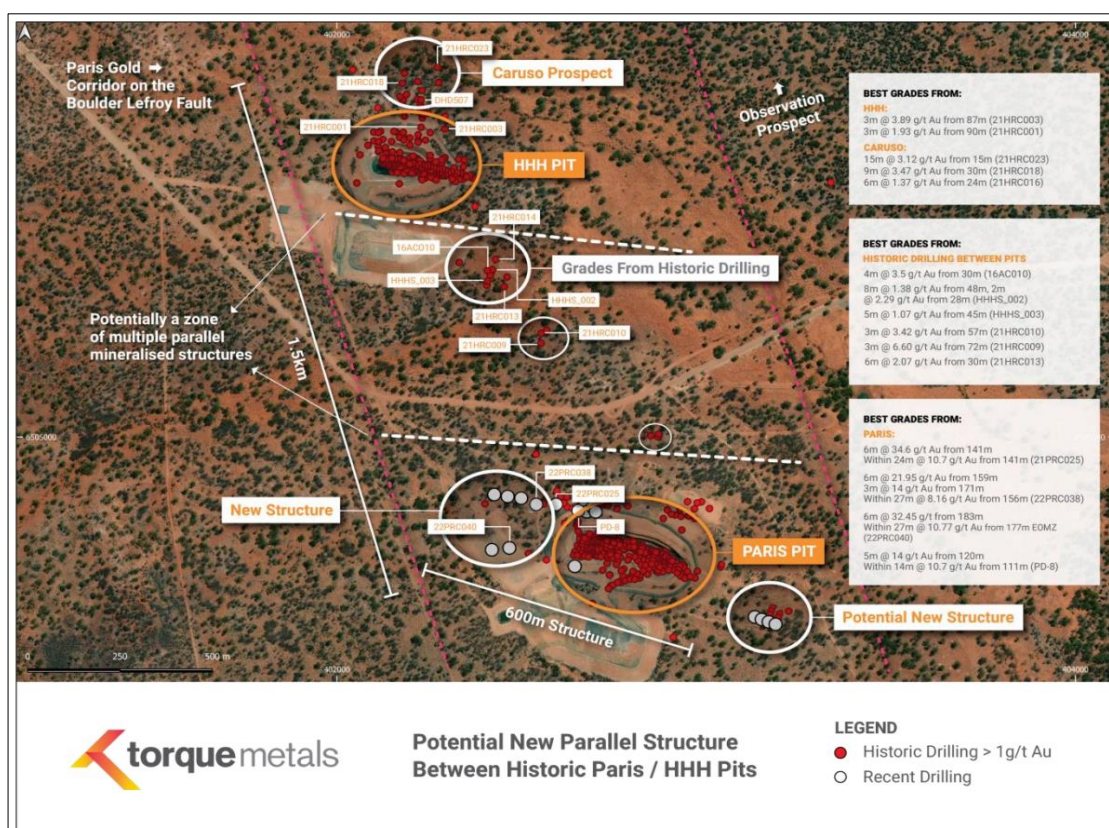 21HRC023
402000
404000
Paris Gold →
Corridor on the
Boulder Lefroy Fault
Caruso Prospect
21HRC018
DHD507
Observation
Prospect
21HRC001
21HRC003
HHH PIT
BEST GRADES FROM:
HHH:
3m @ 3.89 g/t Au from 87m (21HRC003)
3m @ 1.93 g/t Au from 90m (21HRC001)
CARUSO:
15m @ 3.12 g/t Au from 15m (21HRC023)
9m @ 3.47 g/t Au from 30m (21HRC018)
6m @ 1.37 g/t Au from 24m (21HRC016)
21HRC014
16ACO10
Grades From Historic Drilling
HHHS_003
HHHS_002
21HRC013
21HRC010
21HRC009
BEST GRADES FROM:
HISTORIC DRILLING BETWEEN PITS
4m @ 3.5 g/t Au from 30m (16AC010)
8m @ 1.38 g/t Au from 48m, 2m
@ 2.29 g/t Au from 28m (HHHS_002)
5m @ 1.07 g/t Au from 45m (HHHS_003)
3m @ 3.42 g/t Au from 57m (21HRC010)
3m @ 6.60 g/t Au from 72m (21HRC009)
6m @ 2.07 g/t Au from 30m (21HRC013)
Potentially a zone
of multiple parallel
mineralised structures
1.5km
6505000
6505000
New Structure
22PRC038
22PRC025
22PRC040
PD-8
PARIS PIT
600m Structure
Potential New Structure
BEST GRADES FROM:
PARIS:
6m @ 34.6 g/t Au from 141m
Within 24m @ 10.7 g/t Au from 141m (21PRC025)
6m @ 21.95 g/t Au from 159m
3m @ 14 g/t Au from 171m
Within 27m @ 8.16 g/t Au from 156m (22PRC038)
6m @ 32.45 g/t from 183m
Within 27m @ 10.77 g/t Au from 177m EOMZ
(22PRC040)
5m @ 14 g/t Au from 120m
Within 14m @ 10.7 g/t Au from 111m (PD-8)
0 250 500 m
402000
404000
torquemetals
Potential New Parallel Structure
Between Historic Paris / HHH Pits
LEGEND
Historic Drilling > 1g/t Au
Recent Drilling